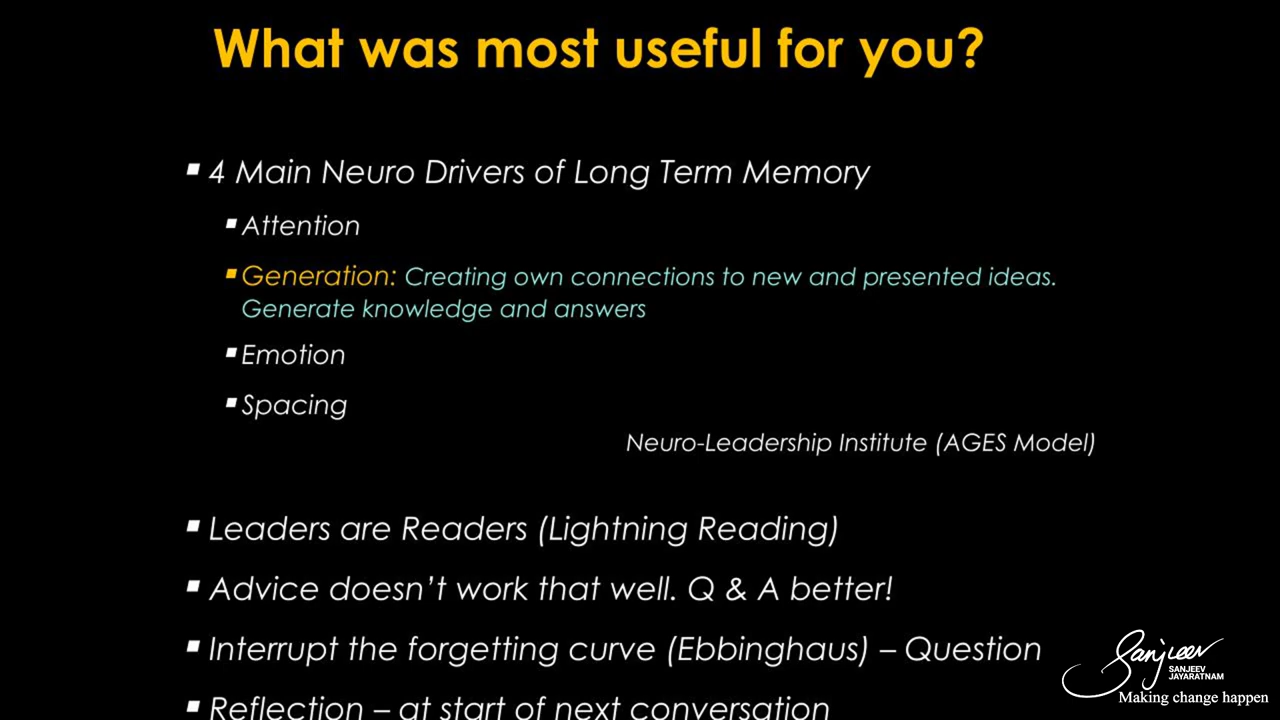 What was most useful for you?
▪ 4 Main Neuro Drivers of Long Term Memory
▪ Attention
▪ Generation: Creating own connections to new and presented ideas.
Generate knowledge and answers
▪ Emotion
▪ Spacing
Neuro-Leadership Institute (AGES Model)
▪ Leaders are Readers (Lightning Reading)
▪ Advice doesn’t work that well. Q & A better!
▪ Interrupt the forgetting curve (Ebbinghaus) – Question
▪ Reflection – at start of next conversation
Sanjeev
SANJEEV
JAYARATNAM
Making change happen